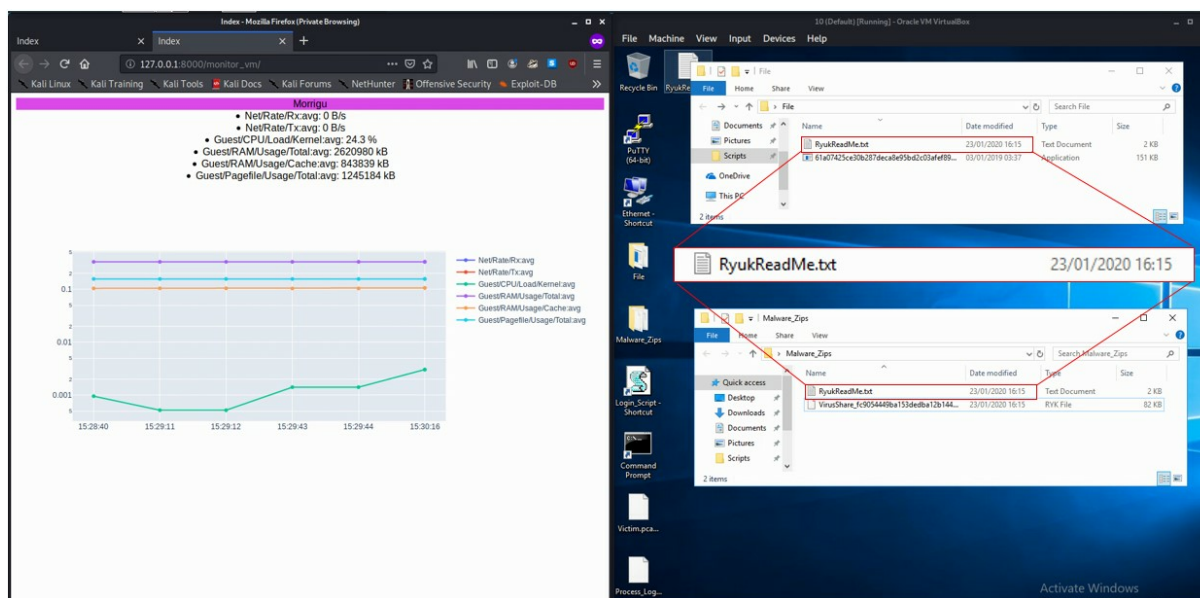 Index - Mozilla Firefox (Private Browsing)
Index
Index
127.0.0.1:8000/monitor_vm/
Kali Linux Kali Training Kali Tools Kali Docs Kali Forums NetHunter Offensive Security Exploit-DB
Morrigu
Net/Rate/Rx:avg: 0 B/s
Net/Rate/Tx:avg: 0 B/s
Guest/CPU/Load/Kernel:avg: 24.3 %
Guest/RAM/Usage/Total:avg: 2620980 kB
Guest/RAM/Usage/Cache:avg: 843839 kB
Guest/Pagefile/Usage/Total:avg: 1245184 kB
5
2
0.1
5
2
0.01
5
2
0.001
5
15:28:40 15:29:11 15:29:12 15:29:43 15:29:44 15:30:16
Net/Rate/Rx:avg
Net/Rate/Tx:avg
Guest/CPU/Load/Kernel:avg
Guest/RAM/Usage/Total:avg
Guest/RAM/Usage/Cache:avg
Guest/Pagefile/Usage/Total:avg
10 (Default) [Running] - Oracle VM VirtualBox
File Machine View Input Devices Help
Recycle Bin
RyukRe
PuTTY
(64-bit)
Ethernet -
Shortcut
File
Malware_Zips
Login_Script -
Shortcut
Command
Prompt
Victim.pca...
Process_Log...
File
File Home Share View
File
Search File
Name Date modified Type Size
Documents
Pictures
Scripts
OneDrive
This PC
RyukReadMe.txt 23/01/2020 16:15 Text Document 2 KB
61a07425ce30b287deca8e95bd2c03afef89... 03/01/2019 03:37 Application 151 KB
2 items
RyukReadMe.txt 23/01/2020 16:15
Malware_Zips
File Home Share View
Malware_Zips
Search Malware_Zips
Name Date modified Type Size
Quick access
Desktop
Downloads
Documents
Pictures
Scripts
RyukReadMe.txt 23/01/2020 16:15 Text Document 2 KB
VirusShare_fc9054449ba153dedba12b144... 23/01/2020 16:15 RYK File 82 KB
2 items
Activate Windows